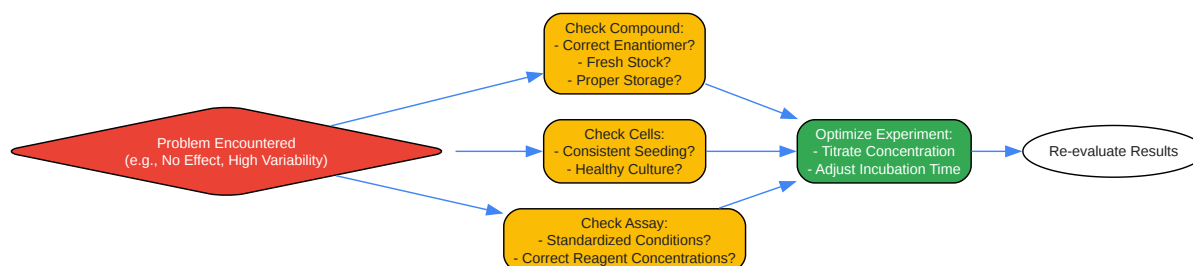 Problem Encountered
(e.g., No Effect, High Variability)
Check Compound:
- Correct Enantiomer?
- Fresh Stock?
- Proper Storage?
Check Cells:
- Consistent Seeding?
- Healthy Culture?
Check Assay:
- Standardized Conditions?
- Correct Reagent Concentrations?
Optimize Experiment:
- Titrate Concentration
- Adjust Incubation Time
Re-evaluate Results